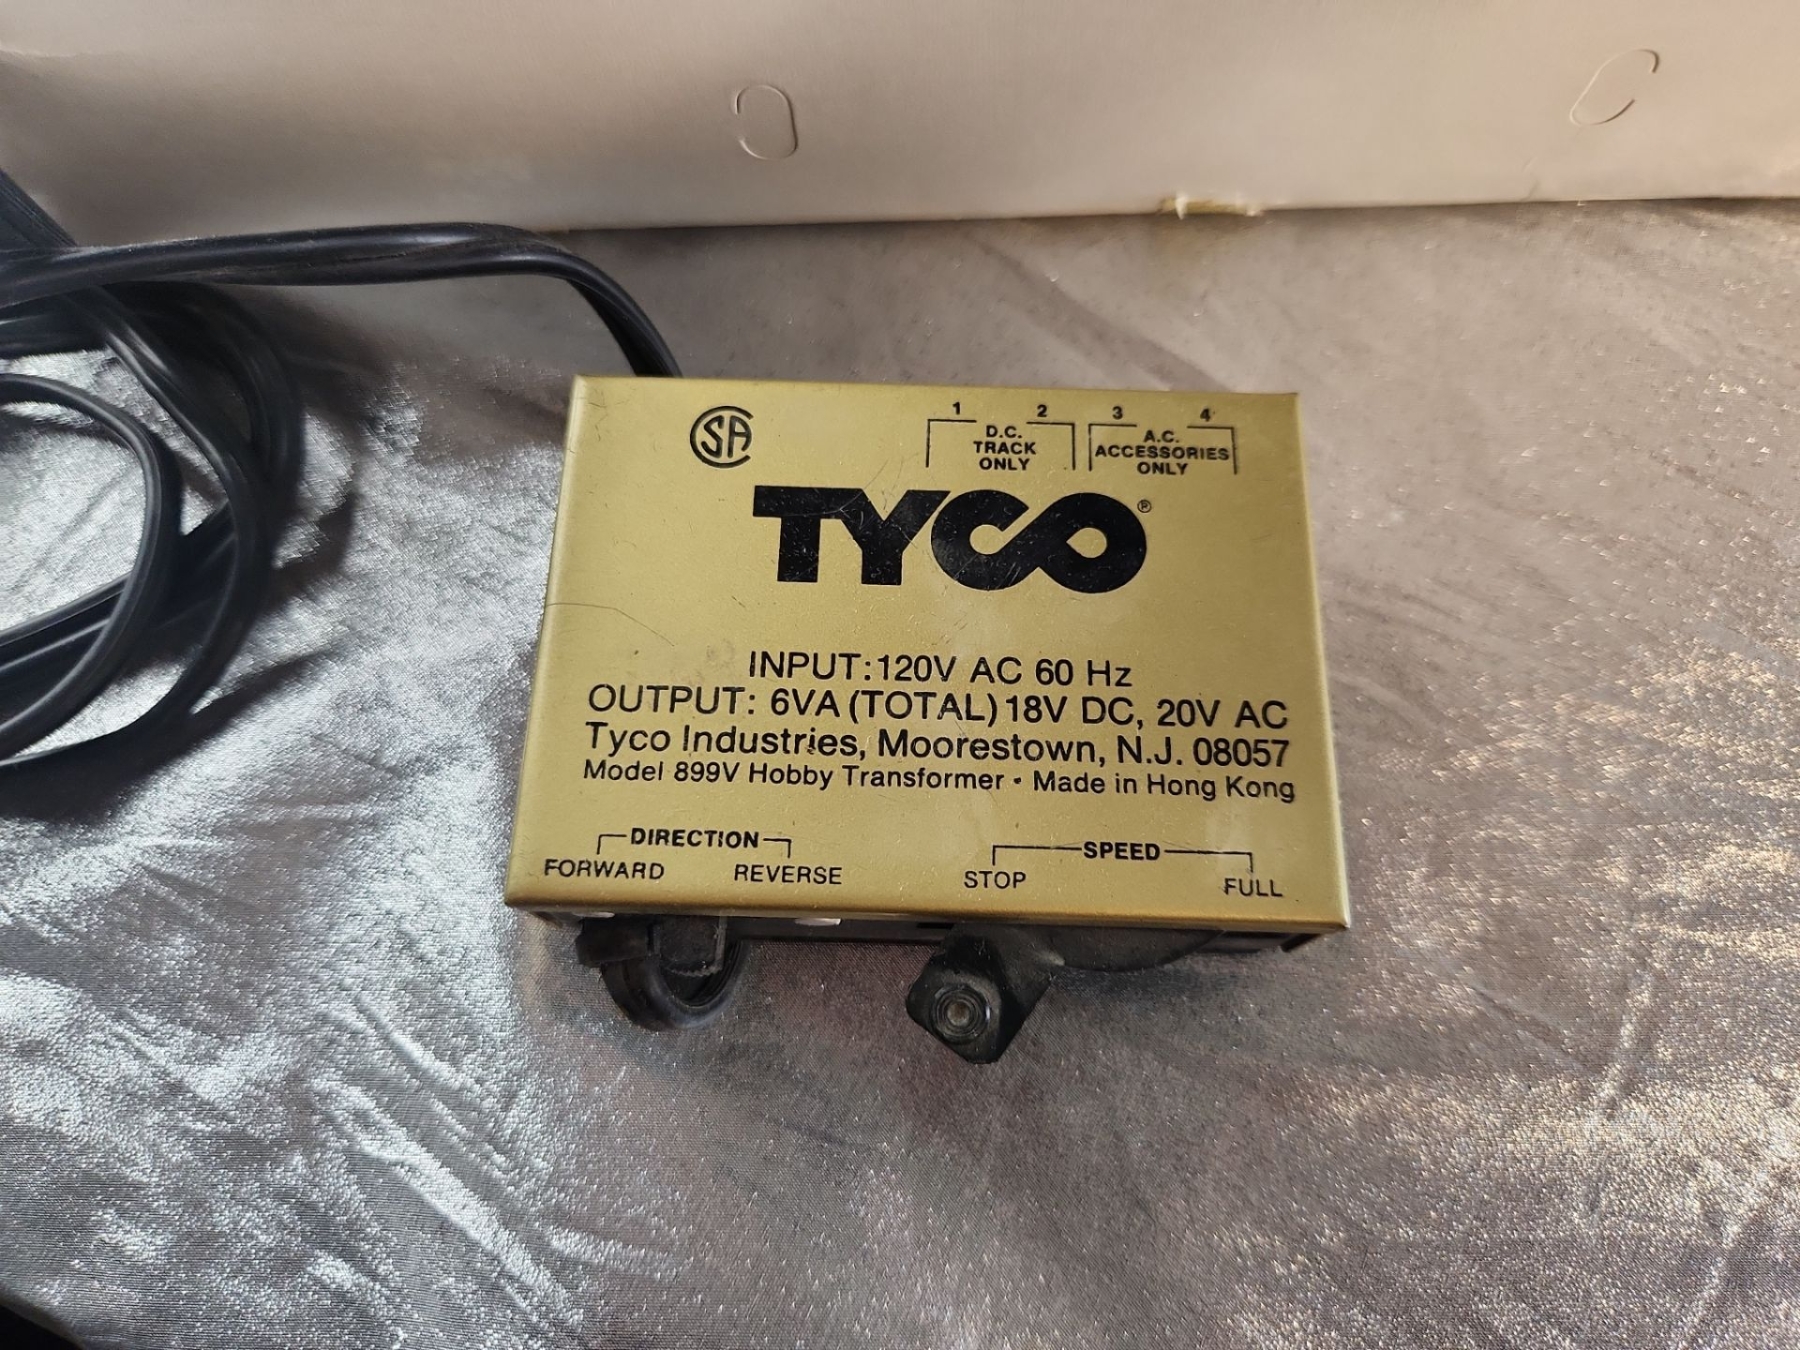 1 2 3 4
CSA
D.C. A.C.
TRACK ACCESSORIES
ONLY ONLY
TYCO®
INPUT: 120V AC 60 Hz
OUTPUT: 6VA (TOTAL) 18V DC, 20V AC
Tyco Industries, Moorestown, N.J. 08057
Model 899V Hobby Transformer • Made in Hong Kong
DIRECTION SPEED
FORWARD REVERSE STOP FULL